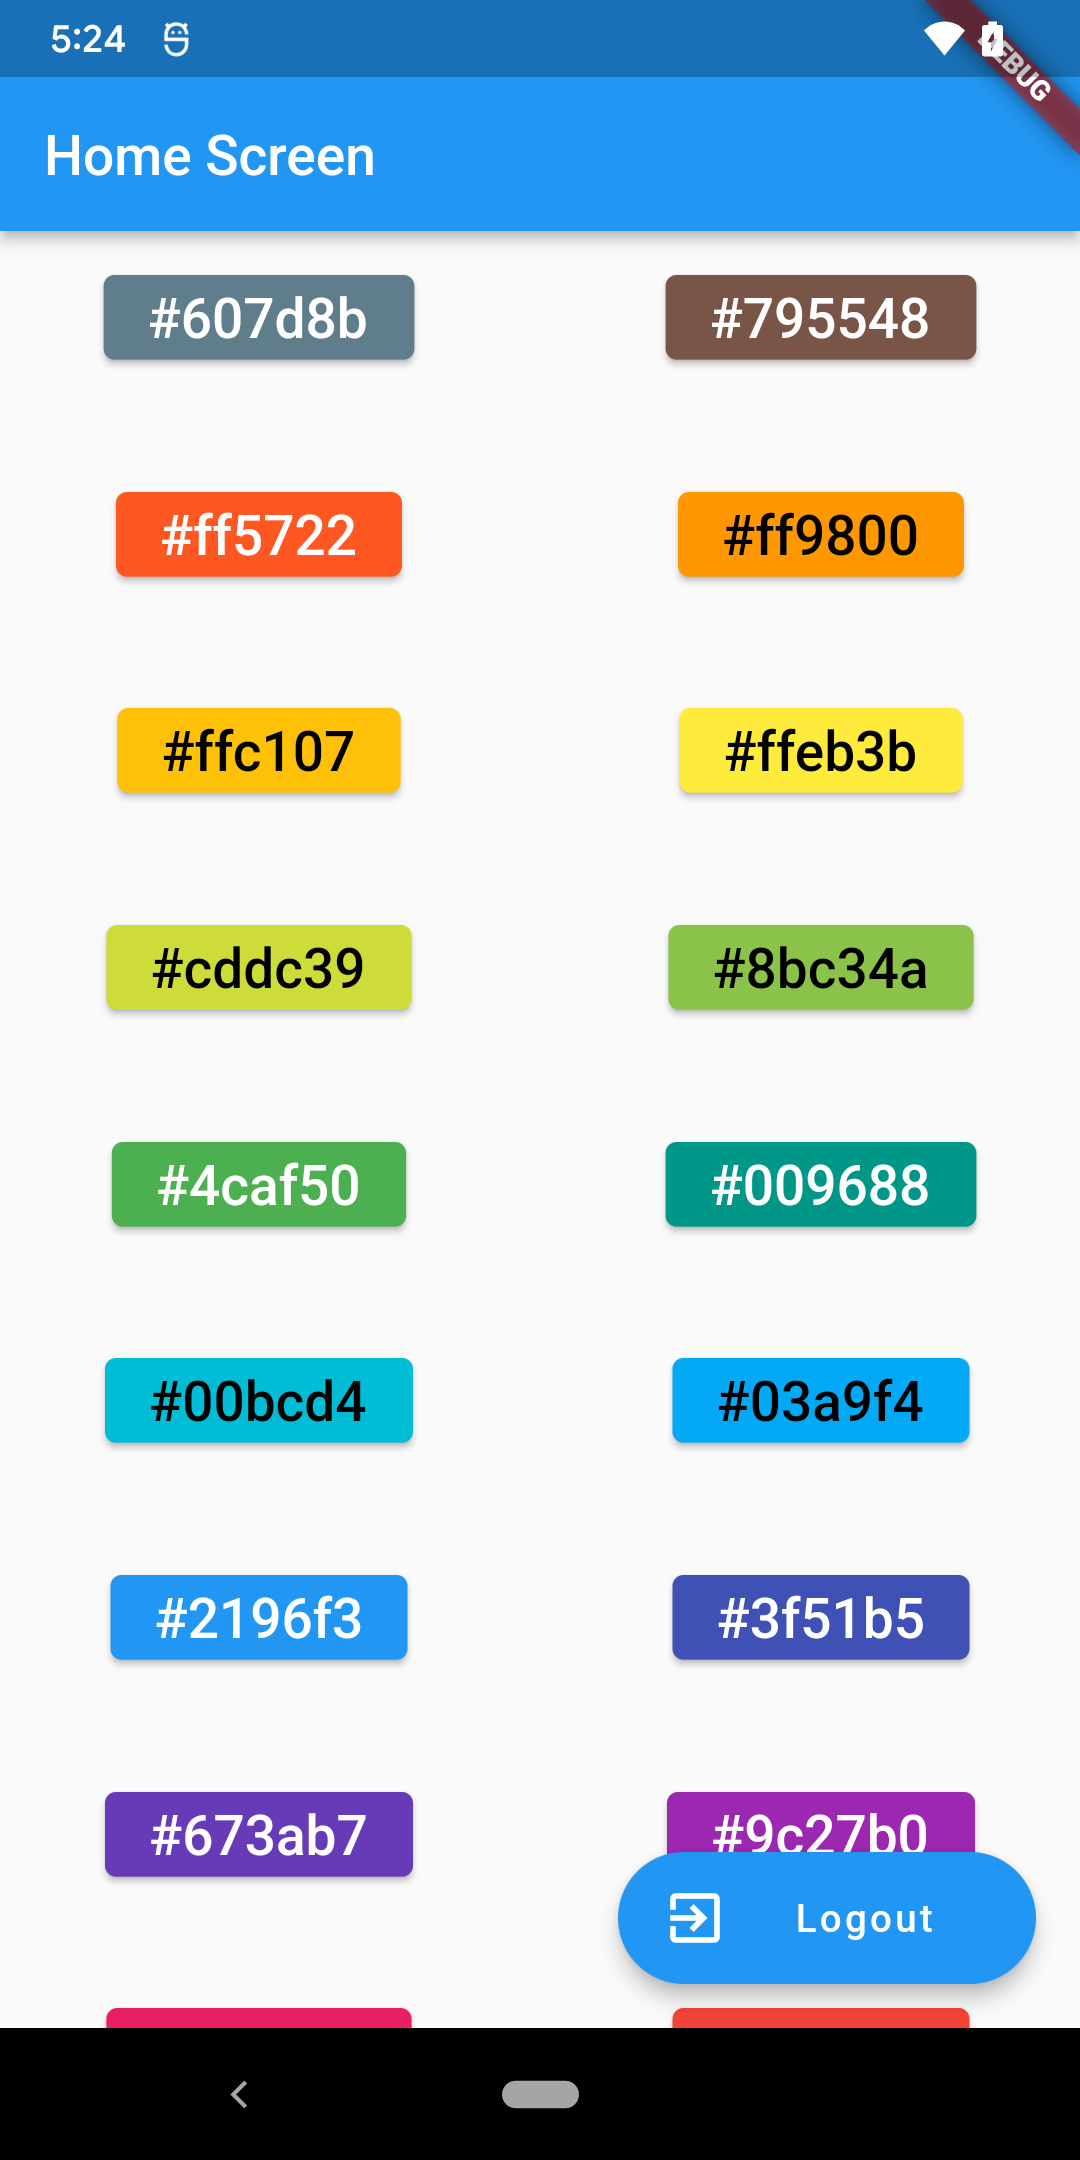 5:24
DEBUG
Home Screen
#607d8b #795548
#ff5722 #ff9800
#ffc107 #ffeb3b
#cddc39 #8bc34a
#4caf50 #009688
#00bcd4 #03a9f4
#2196f3 #3f51b5
#673ab7 #9c27b0
Logout